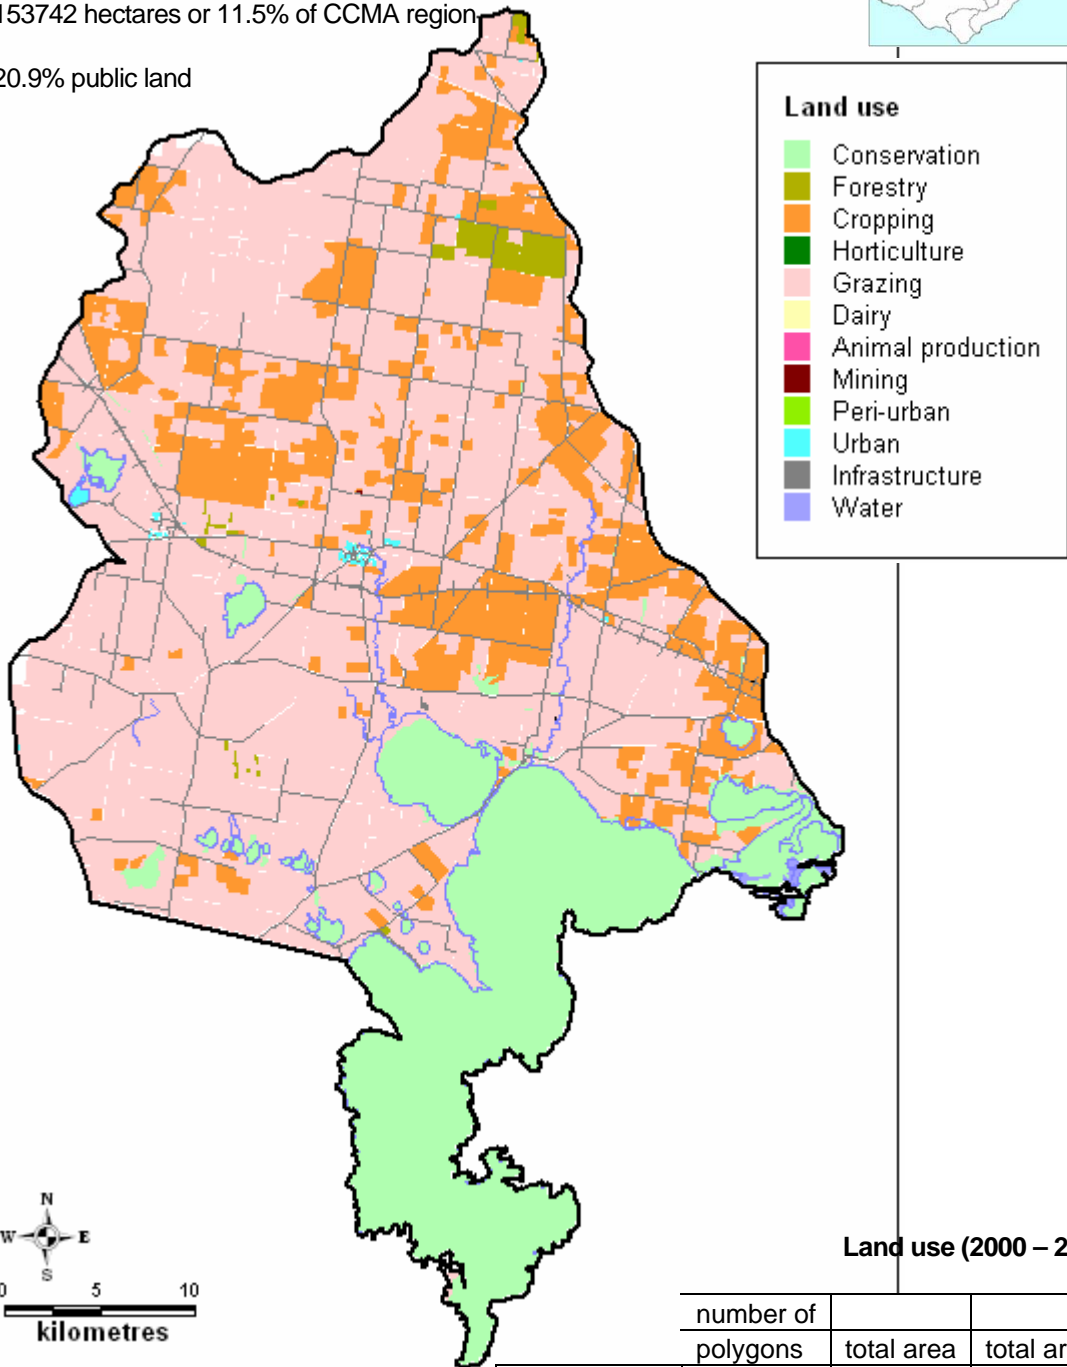 153742 hectares or 11.5% of CCMA region
20.9% public land
Land use
Conservation
Forestry
Cropping
Horticulture
Grazing
Dairy
Animal production
Mining
Peri-urban
Urban
Infrastructure
Water
N
W E
S
0 5 10
kilometres
Land use (2000 – 2
number of
polygons total area total ar